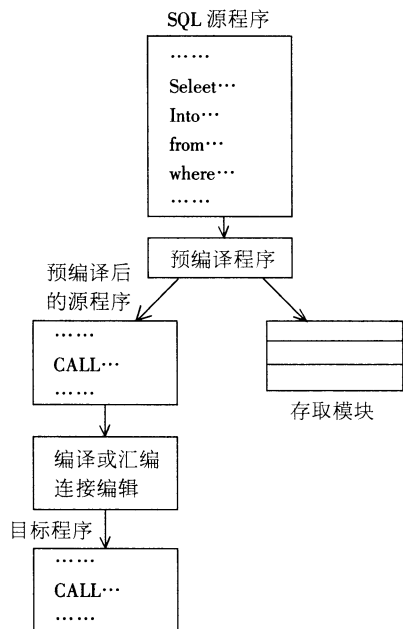 SQL 源程序
……
Seleet…
Into…
from…
where…
……
预编译程序
预编译后
的源程序
……
CALL…
……
存取模块
编译或汇编
连接编辑
目标程序
……
CALL…
……